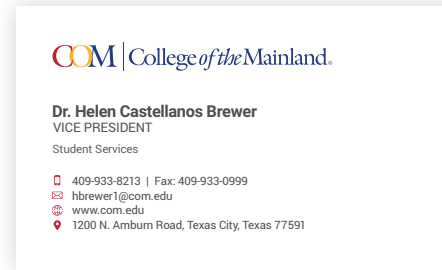 COM | College of the Mainland®
Dr. Helen Castellanos Brewer
VICE PRESIDENT
Student Services
409-933-8213 | Fax: 409-933-0999
hbrewer1@com.edu
www.com.edu
1200 N. Amburn Road, Texas City, Texas 77591